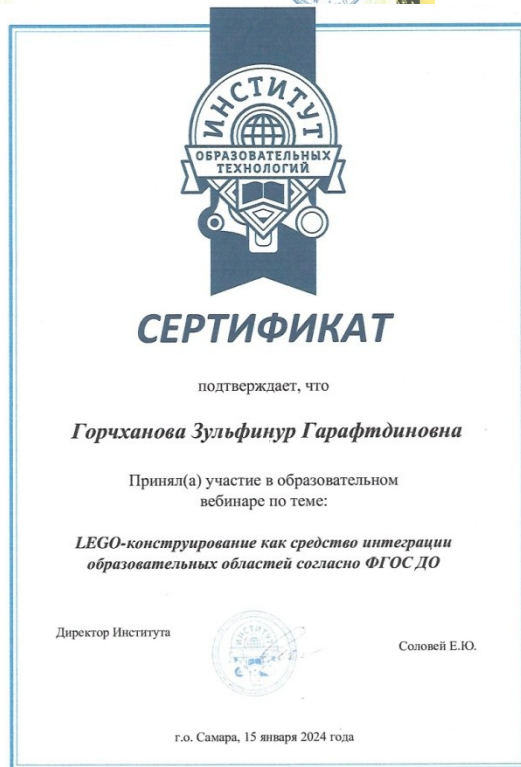 ИНСТИТУТ
ОБРАЗОВАТЕЛЬНЫХ
ТЕХНОЛОГИЙ
СЕРТИФИКАТ
подтверждает, что
Горчханова Зульфинур Гарафтдиновна
Принял(а) участие в образовательном
вебинаре по теме:
LEGO-конструирование как средство интеграции
образовательных областей согласно ФГОС ДО
Директор Института
ИНСТИТУТ
Соловей Е.Ю.
г.о. Самара, 15 января 2024 года